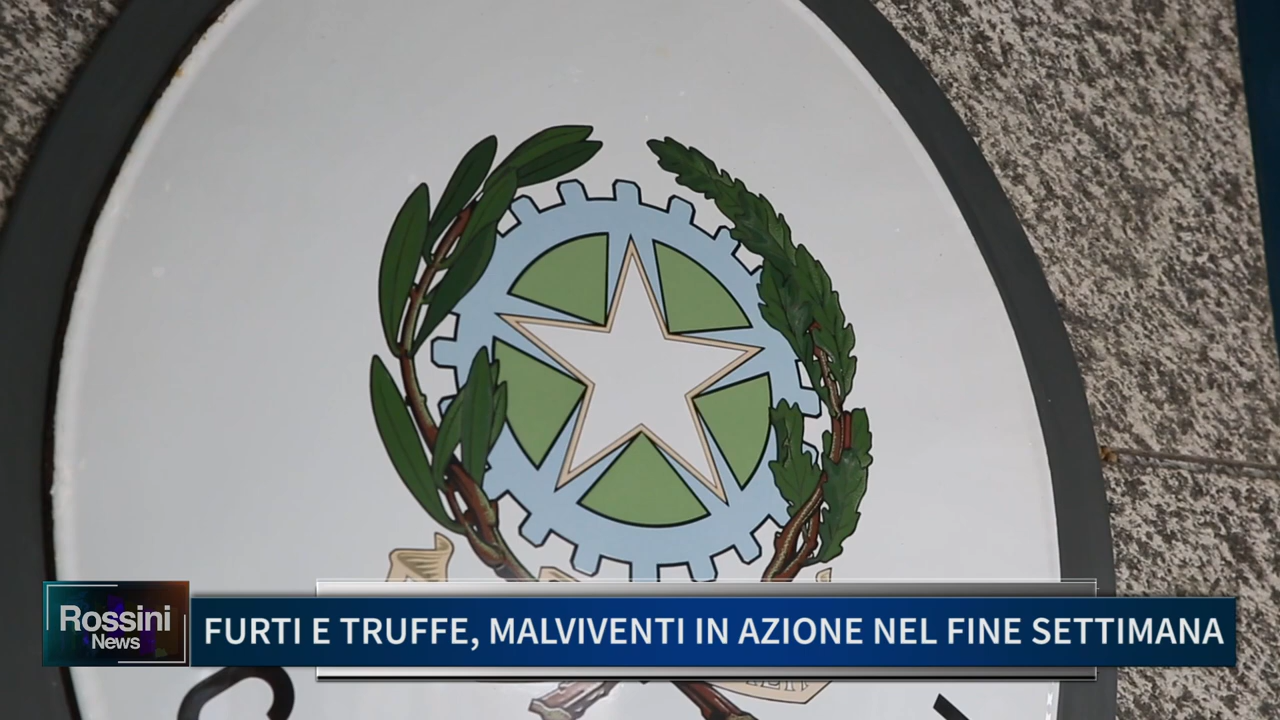 Rossini
News
FURTI E TRUFFE, MALVIVENTI IN AZIONE NEL FINE SETTIMANA